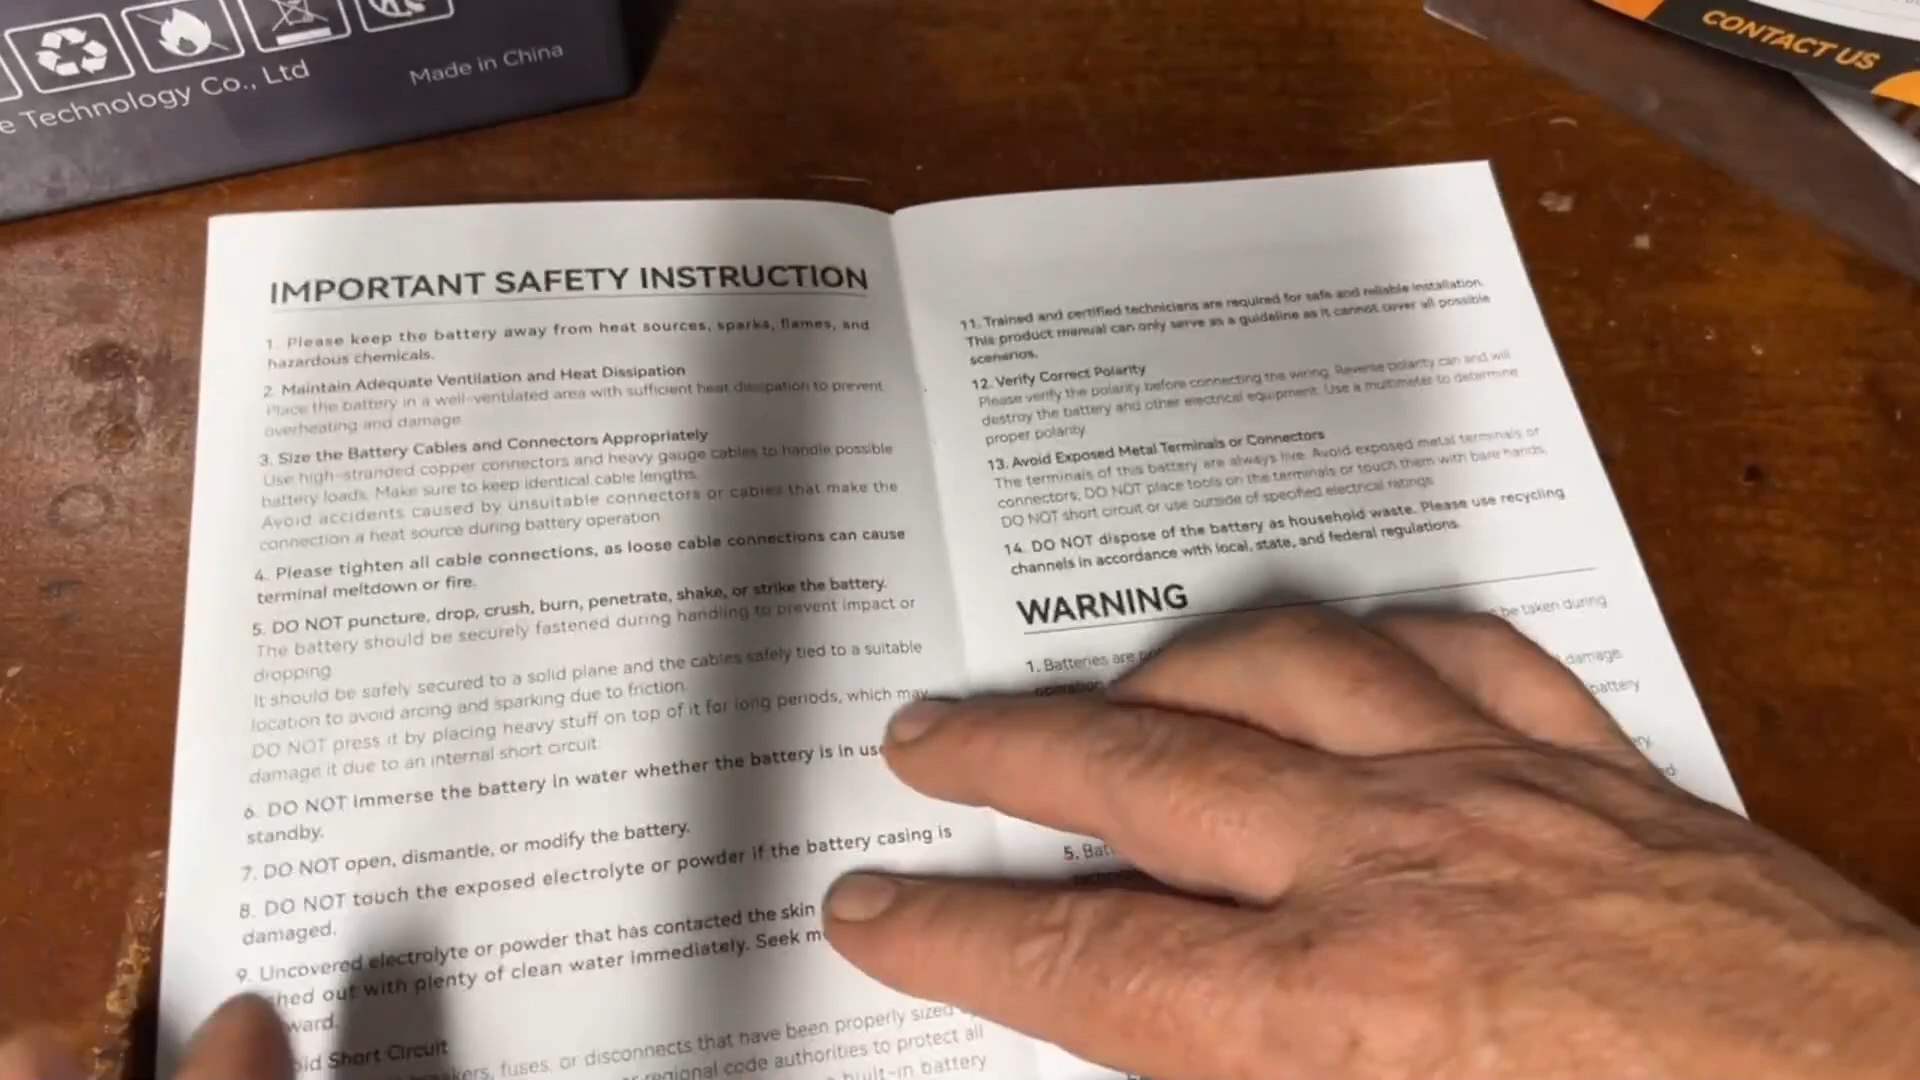 e Technology Co., Ltd
Made in China
CONTACT US
IMPORTANT SAFETY INSTRUCTION
1. Please keep the battery away from heat sources, sparks, flames, and
hazardous chemicals.
2. Maintain Adequate Ventilation and Heat Dissipation
Place the battery in a well-ventilated area with sufficient heat dissipation to prevent
overheating and damage.
3. Size the Battery Cables and Connectors Appropriately
Use high-stranded copper connectors and heavy gauge cables to handle possible
battery loads. Make sure to keep identical cable lengths.
Avoid accidents caused by unsuitable connectors or cables that make the
connection a heat source during battery operation.
4. Please tighten all cable connections, as loose cable connections can cause
terminal meltdown or fire.
5. DO NOT puncture, drop, crush, burn, penetrate, shake, or strike the battery.
The battery should be securely fastened during handling to prevent impact or
dropping.
It should be safely secured to a solid plane and the cables safely tied to a suitable
location to avoid arcing and sparking due to friction.
DO NOT press it by placing heavy stuff on top of it for long periods, which may
damage it due to an internal short circuit.
6. DO NOT immerse the battery in water whether the battery is in use
standby.
7. DO NOT open, dismantle, or modify the battery.
8. DO NOT touch the exposed electrolyte or powder if the battery casing is
damaged.
9. Uncovered electrolyte or powder that has contacted the skin
hed out with plenty of clean water immediately. Seek m
ward.
oid Short Circuit
breakers, fuses, or disconnects that have been properly sized
or regional code authorities to protect all
built-in battery
11. Trained and certified technicians are required for safe and reliable installation.
This product manual can only serve as a guideline as it cannot cover all possible
scenarios.
12. Verify Correct Polarity
Please verify the polarity before connecting the wiring. Reverse polarity can and will
destroy the battery and other electrical equipment. Use a multimeter to determine
proper polarity.
13. Avoid Exposed Metal Terminals or Connectors
The terminals of this battery are always live. Avoid exposed metal terminals or
connectors; DO NOT place tools on the terminals or touch them with bare hands;
DO NOT short circuit or use outside of specified electrical ratings.
14. DO NOT dispose of the battery as household waste. Please use recycling
channels in accordance with local, state, and federal regulations.
WARNING
1. Batteries are be taken during
operation damage.
battery
5. Bat